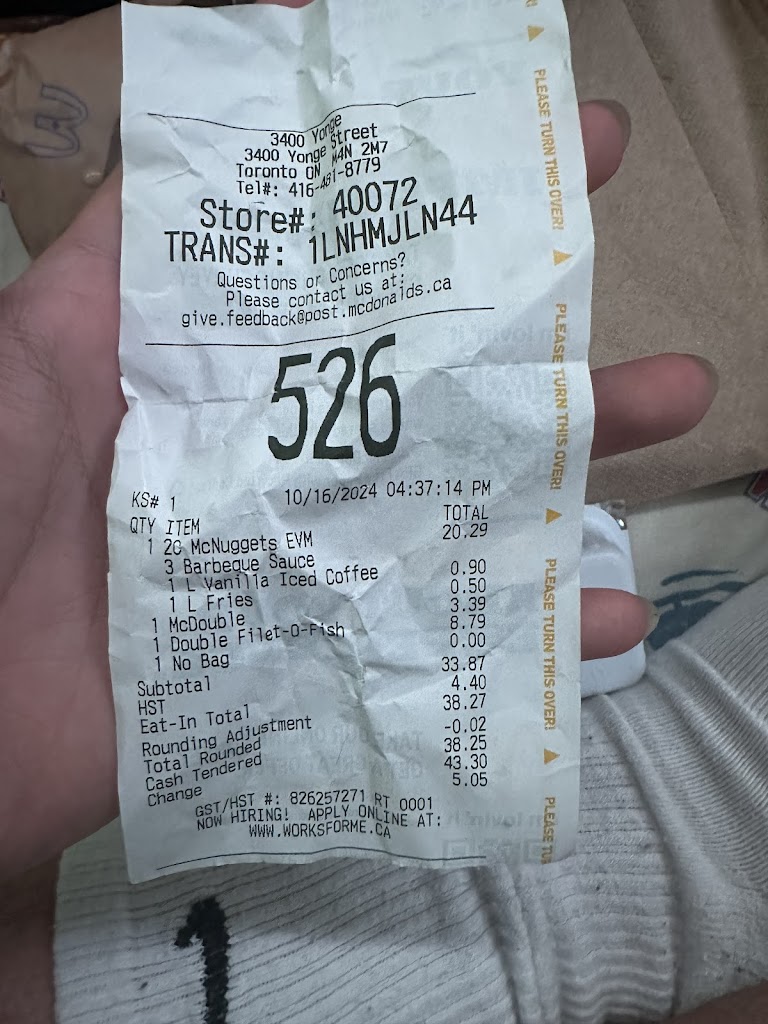 3400 Yonge
3400 Yonge Street
Toronto ON M4N 2M7
Tel#: 416-481-8779
Store#: 40072
TRANS#: 1LNHMJLN44
Questions or Concerns?
Please contact us at:
give.feedback@post.mcdonalds.ca
526
KS# 1 10/16/2024 04:37:14 PM
QTY ITEM TOTAL
1 20 McNuggets EVM 20.29
3 Barbeque Sauce
1 L Vanilla Iced Coffee 0.90
1 L Fries 0.50
1 McDouble 3.39
1 Double Filet-O-Fish 8.79
1 No Bag 0.00
Subtotal 33.87
HST 4.40
Eat-In Total 38.27
Rounding Adjustment -0.02
Total Rounded 38.25
Cash Tendered 43.30
Change 5.05
GST/HST #: 826257271 RT 0001
NOW HIRING! APPLY ONLINE AT:
WWW.WORKSFORME.CA
PLEASE TURN THIS OVER!
PLEASE TURN THIS OVER!
PLEASE TURN THIS OVER!
PLEASE TU
1